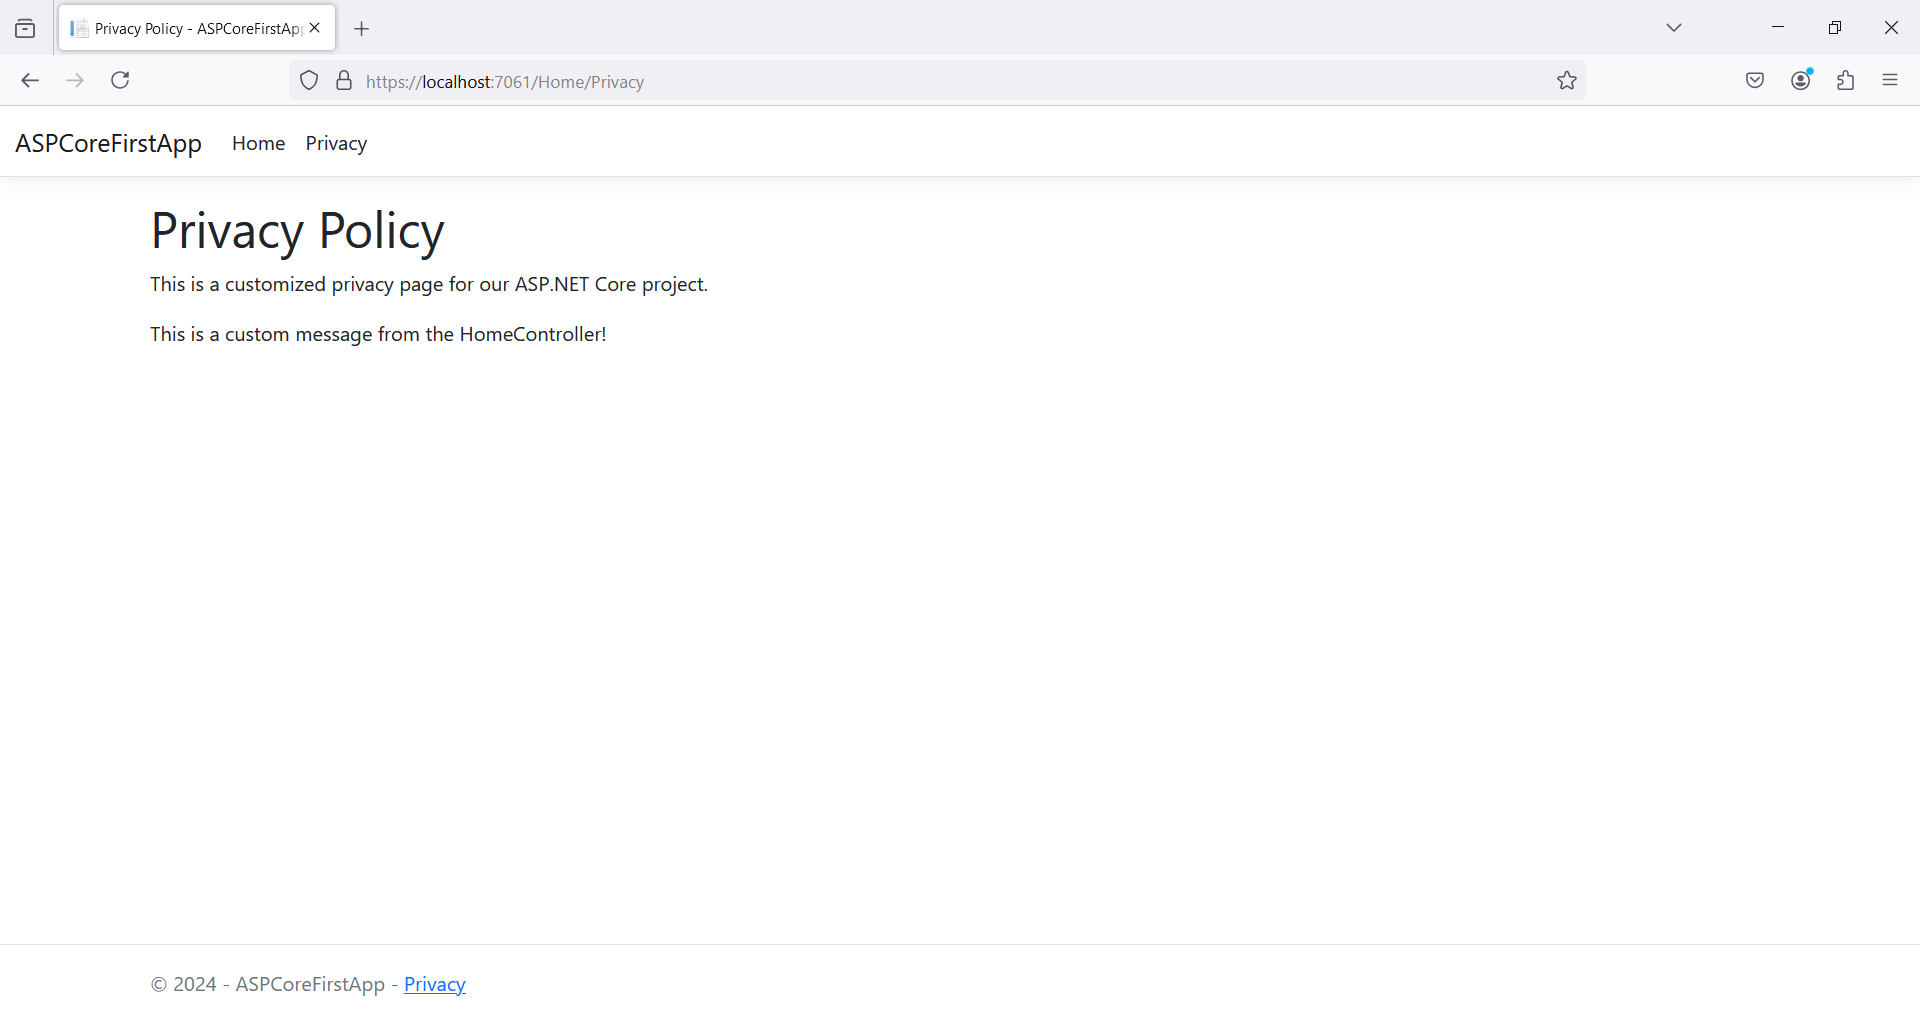 Privacy Policy - ASPCoreFirstApp
https://localhost:7061/Home/Privacy
ASPCoreFirstApp Home Privacy
Privacy Policy
This is a customized privacy page for our ASP.NET Core project.
This is a custom message from the HomeController!
© 2024 - ASPCoreFirstApp - Privacy